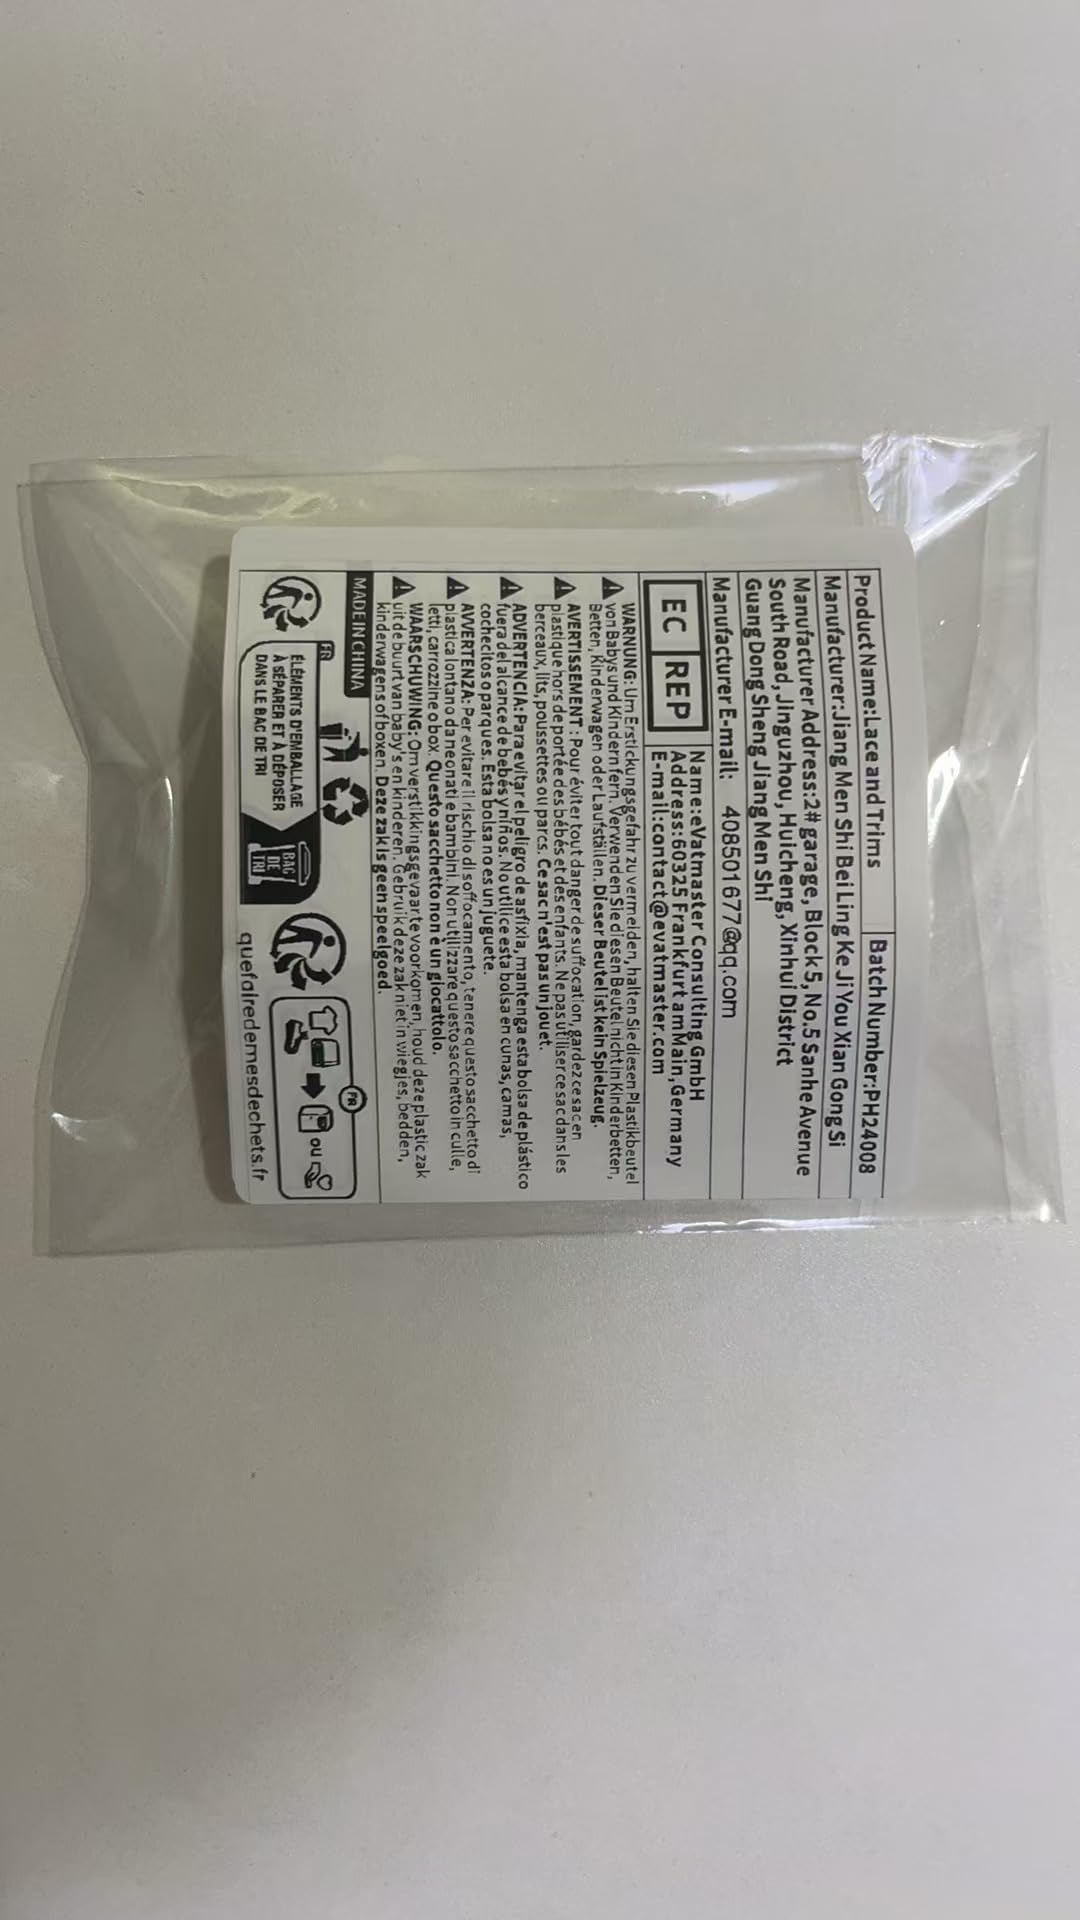 Product Name:Lace and Trims
Batch Number:PH24008
Manufacturer:Jiang Men Shi Bei Ling Ke Ji You Xian Gong Si
Manufacturer Address:2# garage, Block 5, No.5 Sanhe Avenue
South Road, Jinguzhou, Huicheng, Xinhui District
Guang Dong Sheng Jiang Men Shi
Manufacturer E-mail: 408501677@qq.com
EC REP
Name:eVatmaster Consulting GmbH
Address:60325 Frankfurt am Main,Germany
E-mail:contact@evatmaster.com
WARNUNG: Um Erstickungsgefahr zu vermeiden, halten Sie diesen Plastikbeutel
von Babys und Kindern fern. Verwenden Sie diesen Beutel nicht in Kinderbetten,
Betten, Kinderwagen oder Laufställen. Dieser Beutel ist kein Spielzeug.
AVERTISSEMENT : Pour éviter tout danger de suffocation, gardez ce sac en
plastique hors de portée des bébés et des enfants. Ne pas utiliser ce sac dans les
berceaux, lits, poussettes ou parcs. Ce sac n'est pas un jouet.
ADVERTENCIA: Para evitar el peligro de asfixia, mantenga esta bolsa de plástico
fuera del alcance de bebés y niños. No utilice esta bolsa en cunas, camas,
cochecitos o parques. Esta bolsa no es un juguete.
AVVERTENZA: Per evitare il rischio di soffocamento, tenere questo sacchetto di
plastica lontano da neonati e bambini. Non utilizzare questo sacchetto in culle,
letti, carrozzine o box. Questo sacchetto non è un giocattolo.
WAARSCHUWING: Om verstikkingsgevaar te voorkomen, houd deze plastic zak
uit de buurt van baby's en kinderen. Gebruik deze zak niet in wiegjes, bedden,
kinderwagens of boxen. Deze zak is geen speelgoed.
MADE IN CHINA
FR
ÉLÉMENTS D'EMBALLAGE
À SÉPARER ET À DÉPOSER
DANS LE BAC DE TRI
BAC
DE
TRI
FR
ou
quefairedemesdechets.fr